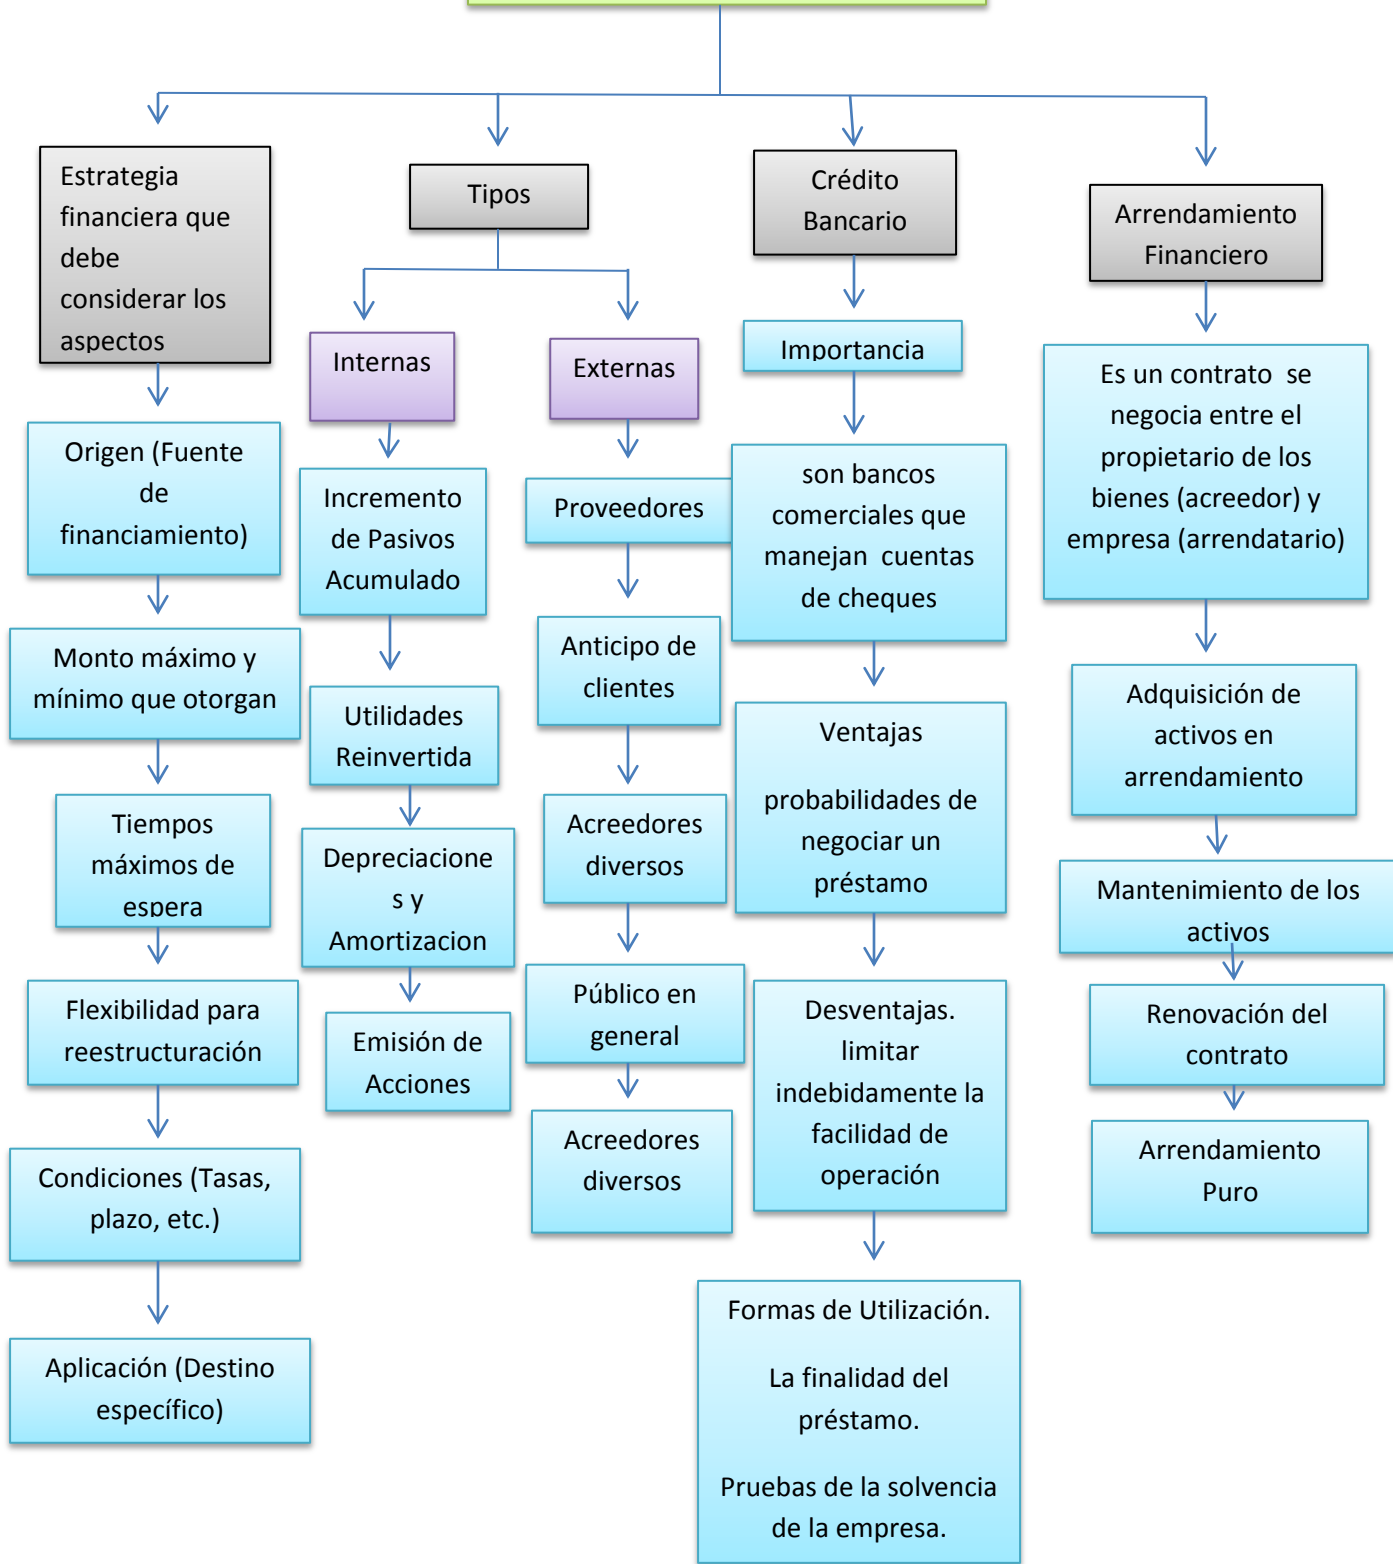 Estrategia
financiera que
debe
considerar los
aspectos
Origen (Fuente
de
financiamiento)
Monto máximo y
mínimo que otorgan
Tiempos
máximos de
espera
Flexibilidad para
reestructuración
Condiciones (Tasas,
plazo, etc.)
Aplicación (Destino
específico)
Tipos
Internas
Incremento
de Pasivos
Acumulado
Utilidades
Reinvertida
Depreciacione
s y
Amortizacion
Emisión de
Acciones
Externas
Proveedores
Anticipo de
clientes
Acreedores
diversos
Público en
general
Acreedores
diversos
Crédito
Bancario
Importancia
son bancos
comerciales que
manejan cuentas
de cheques
Ventajas
probabilidades de
negociar un
préstamo
Desventajas.
limitar
indebidamente la
facilidad de
operación
Formas de Utilización.
La finalidad del
préstamo.
Pruebas de la solvencia
de la empresa.
Arrendamiento
Financiero
Es un contrato se
negocia entre el
propietario de los
bienes (acreedor) y
empresa (arrendatario)
Adquisición de
activos en
arrendamiento
Mantenimiento de los
activos
Renovación del
contrato
Arrendamiento
Puro